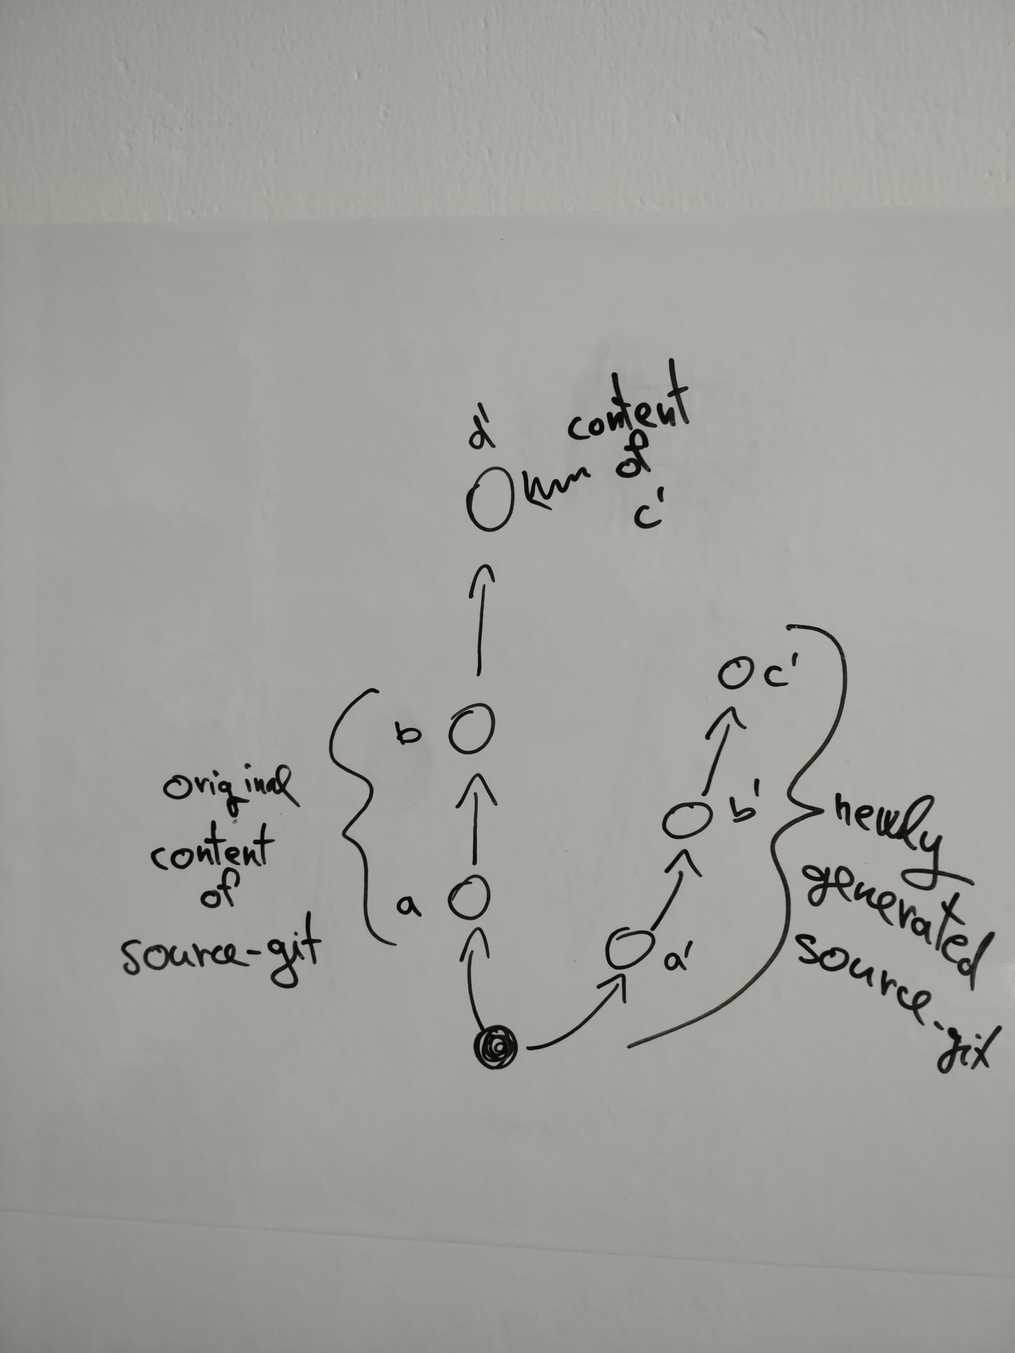 d'
content
of
c'
c'
b
original
content
of
source-git
b'
newly
generated
source-git
a
a'